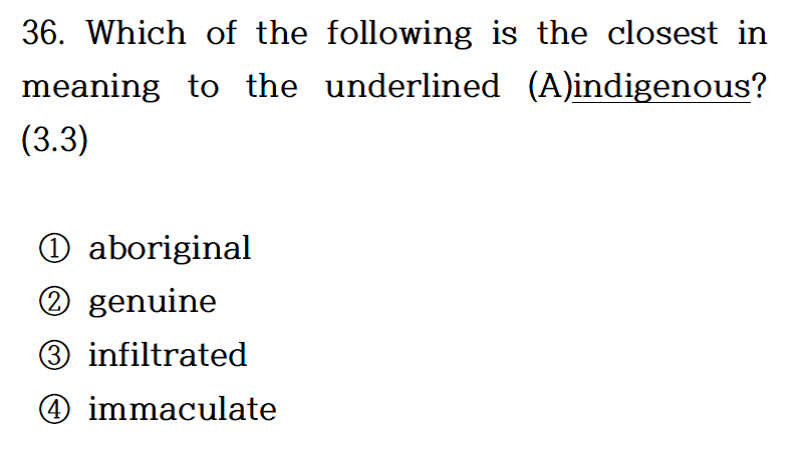 36. Which of the following is the closest in
meaning to the underlined (A)indigenous?
(3.3)
① aboriginal
② genuine
③ infiltrated
④ immaculate